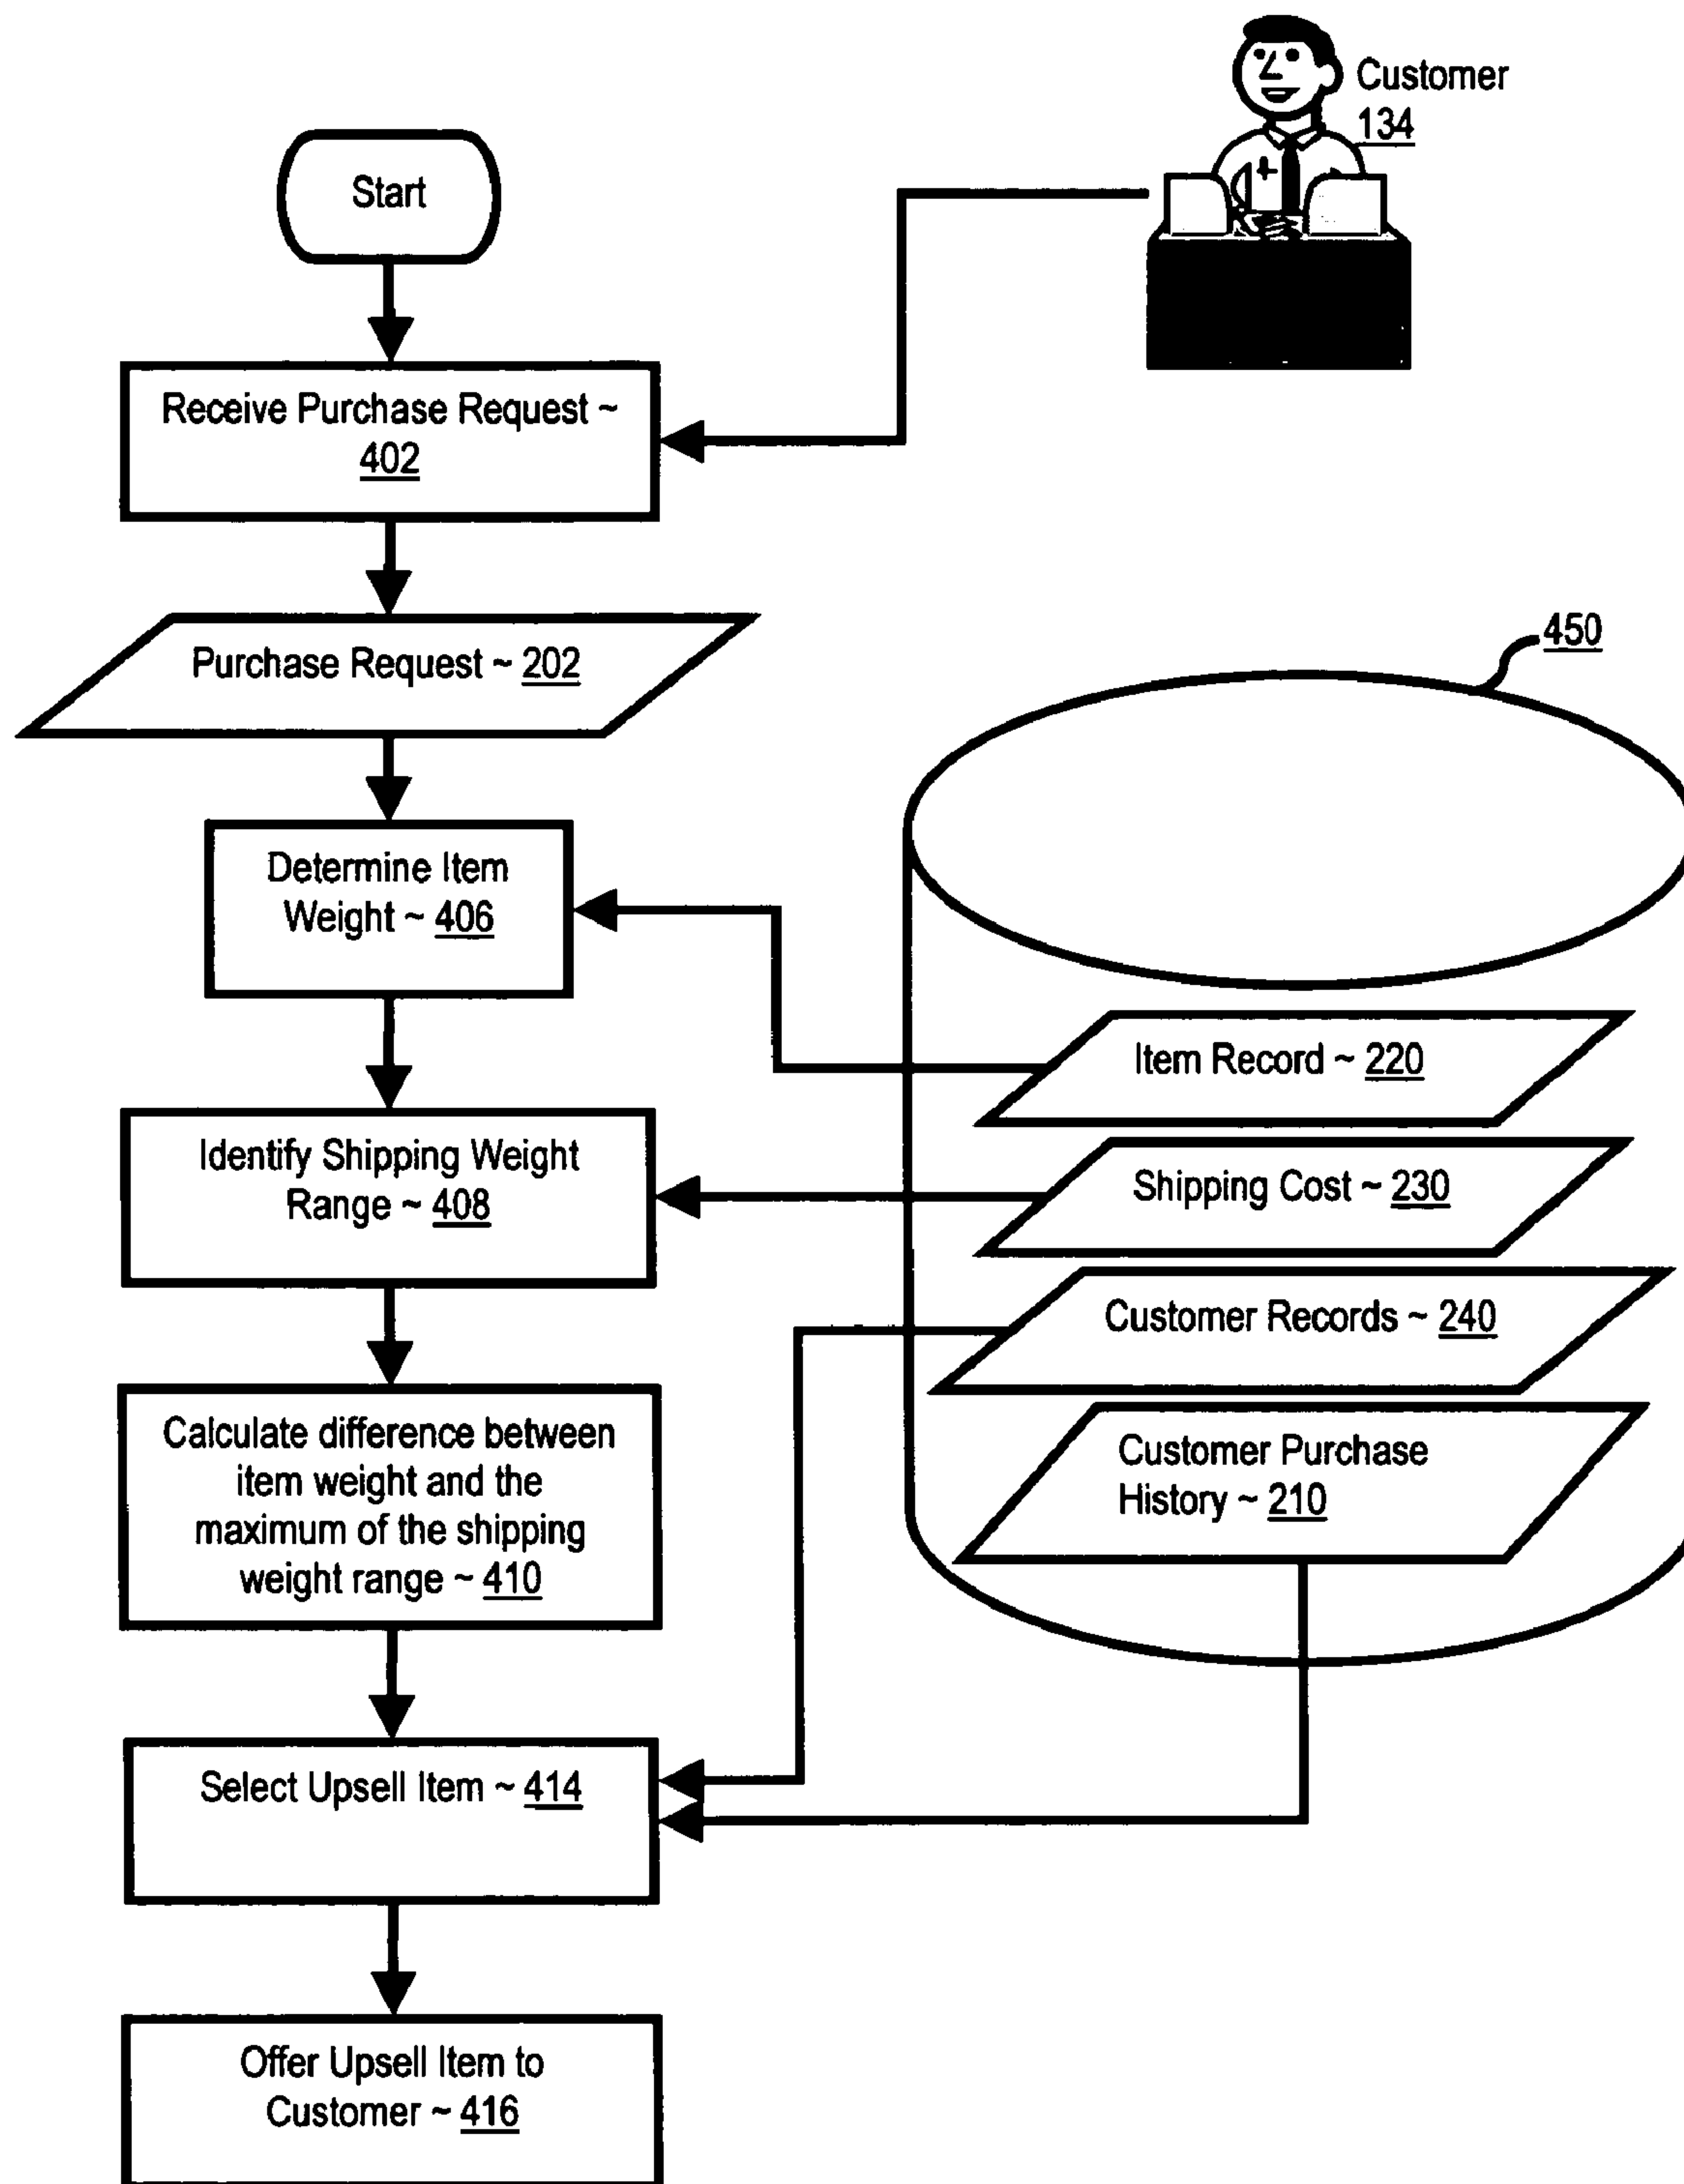 Customer
134
Start
Receive Purchase Request ~
402
Purchase Request ~ 202
450
Determine Item
Weight ~ 406
Item Record ~ 220
Identify Shipping Weight
Range ~ 408
Shipping Cost ~ 230
Customer Records ~ 240
Calculate difference between
item weight and the
maximum of the shipping
weight range ~ 410
Customer Purchase
History ~ 210
Select Upsell Item ~ 414
Offer Upsell Item to
Customer ~ 416